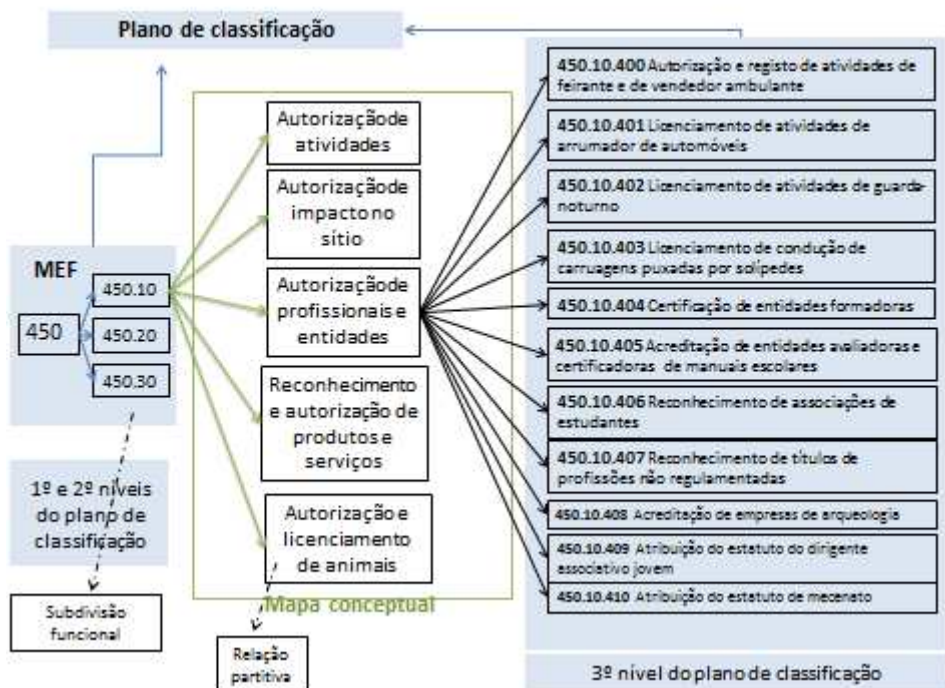 Plano de classificação
MEF
450
450.10
450.20
450.30
1º e 2º níveis
do plano de
classificação
Subdivisão
funcional
Autorizaçãode
atividades
Autorizaçãode
impacto no
sítio
Autorizaçãode
profissionais e
entidades
Reconhecimento
e autorização de
produtos e
serviços
Autorização e
licenciamento
de animais
Mapa conceptual
Relação
partitiva
450.10.400 Autorização e registo de atividades de
feirante e de vendedor ambulante
450.10.401 Licenciamento de atividades de
arrumador de automóveis
450.10.402 Licenciamento de atividades de guarda-
noturno
450.10.403 Licenciamento de condução de
carruagens puxadas por solípedes
450.10.404 Certificação de entidades formadoras
450.10.405 Acreditação de entidades avaliadoras e
certificadoras de manuais escolares
450.10.406 Reconhecimento de associações de
estudantes
450.10.407 Reconhecimento de títulos de
profissões não regulamentadas
450.10.408 Acreditação de empresas de arqueologia
450.10.409 Atribuição do estatuto do dirigente
associativo jovem
450.10.410 Atribuição do estatuto de mecenato
3º nível do plano de classificação